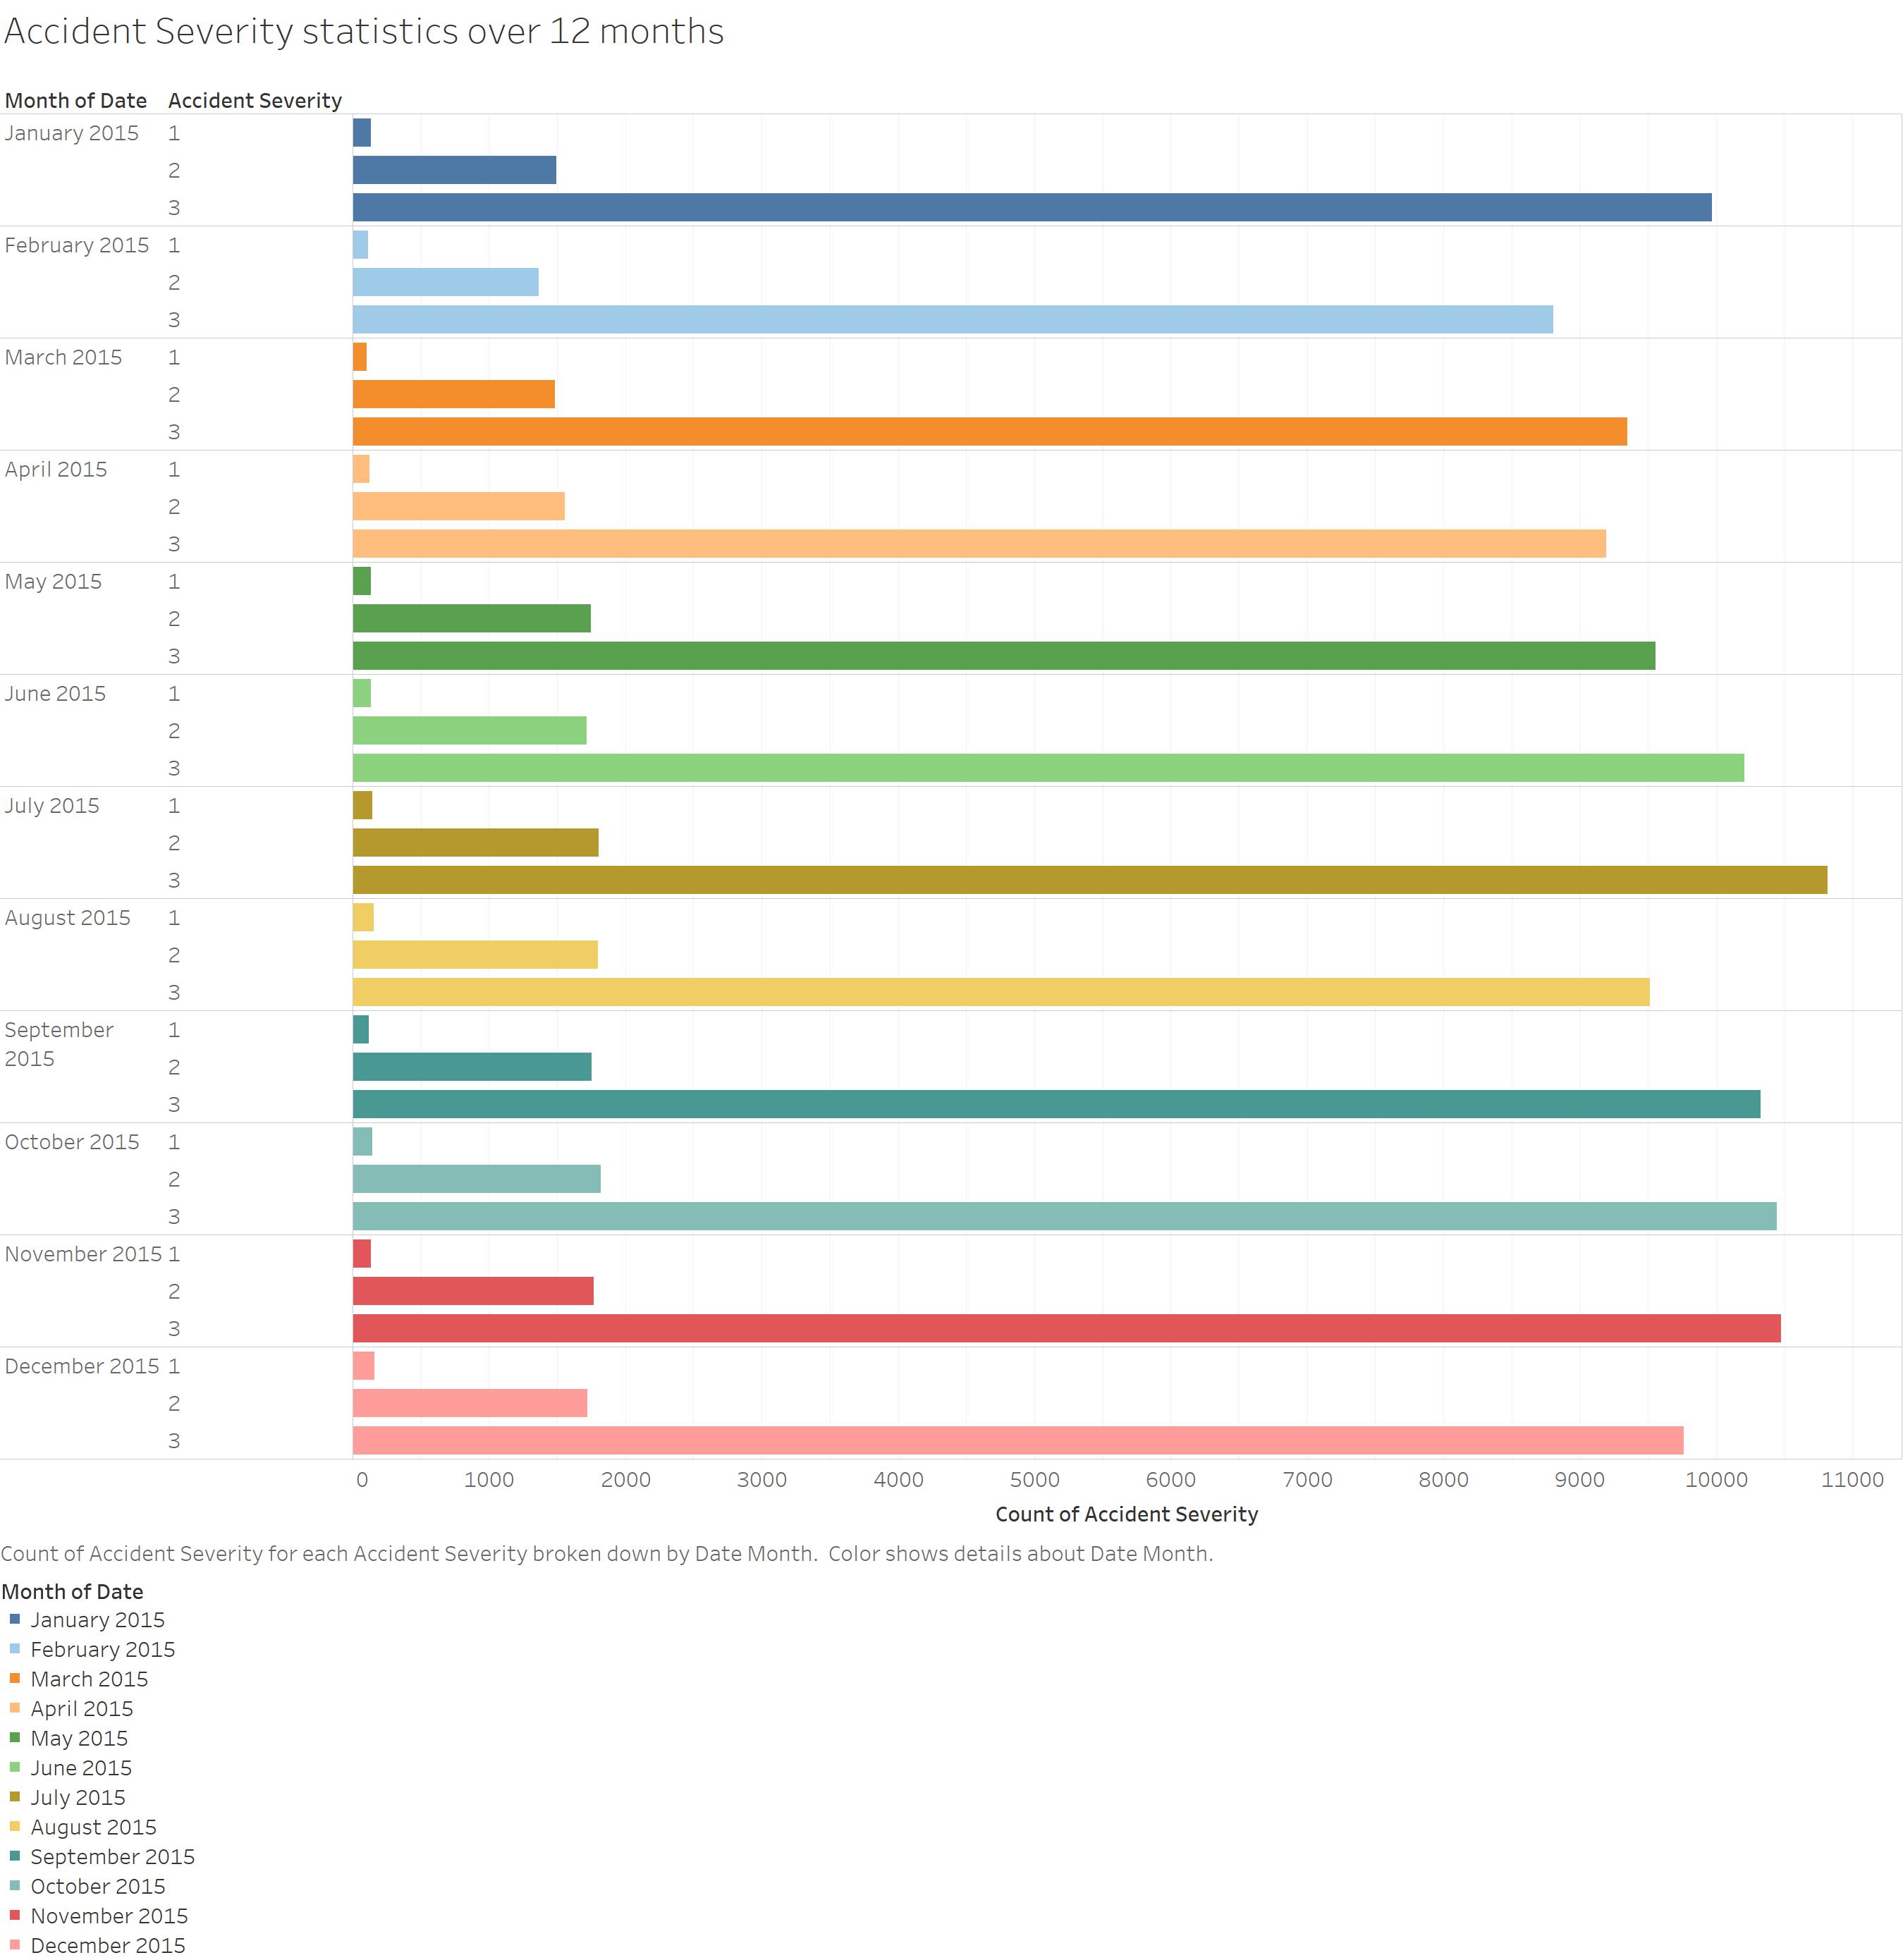 Accident Severity statistics over 12 months
Month of Date Accident Severity
January 2015 1
2
3
February 2015 1
2
3
March 2015 1
2
3
April 2015 1
2
3
May 2015 1
2
3
June 2015 1
2
3
July 2015 1
2
3
August 2015 1
2
3
September 1
2015
2
3
October 2015 1
2
3
November 2015 1
2
3
December 2015 1
2
3
0 1000 2000 3000 4000 5000 6000 7000 8000 9000 10000 11000
Count of Accident Severity
Count of Accident Severity for each Accident Severity broken down by Date Month.  Color shows details about Date Month.
Month of Date
January 2015
February 2015
March 2015
April 2015
May 2015
June 2015
July 2015
August 2015
September 2015
October 2015
November 2015
December 2015